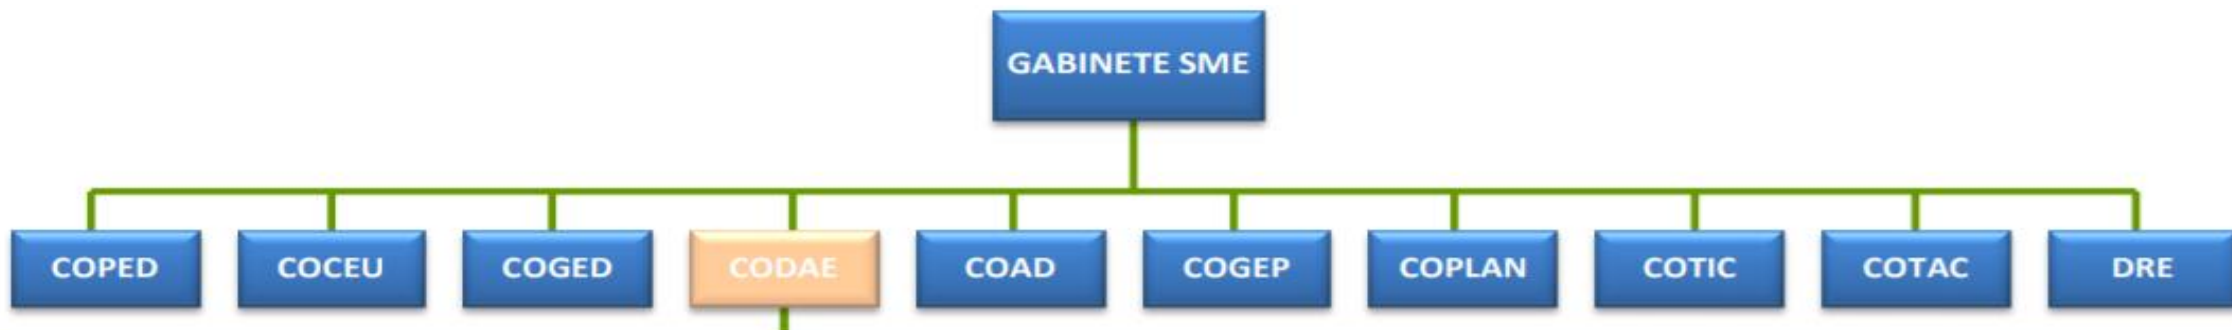 GABINETE SME
COPED
COCEU
COGED
CODAE
COAD
COGEP
COPLAN
COTIC
COTAC
DRE